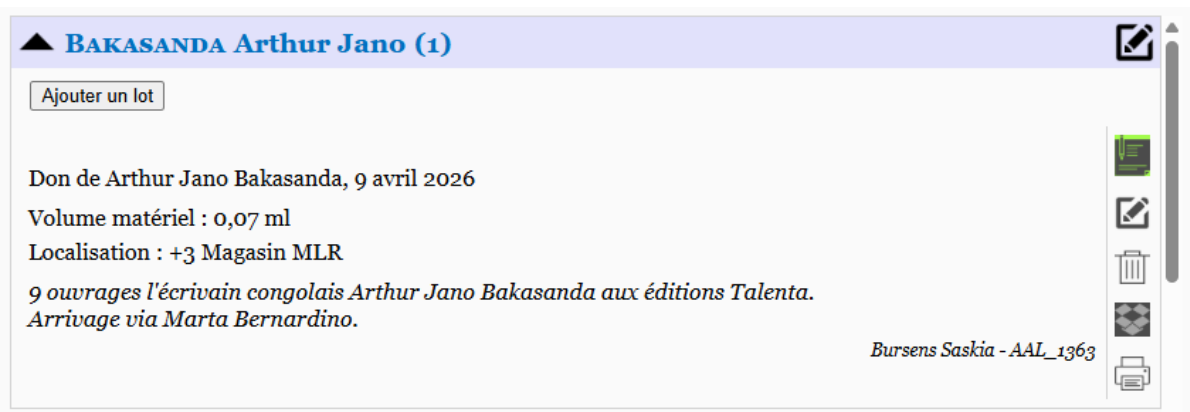 BAKASANDA Arthur Jano (1)
Ajouter un lot
Don de Arthur Jano Bakasanda, 9 avril 2026
Volume matériel : 0,07 ml
Localisation : +3 Magasin MLR
9 ouvrages l'écrivain congolais Arthur Jano Bakasanda aux éditions Talenta.
Arrivage via Marta Bernardino.
Bursens Saskia - AAL_1363